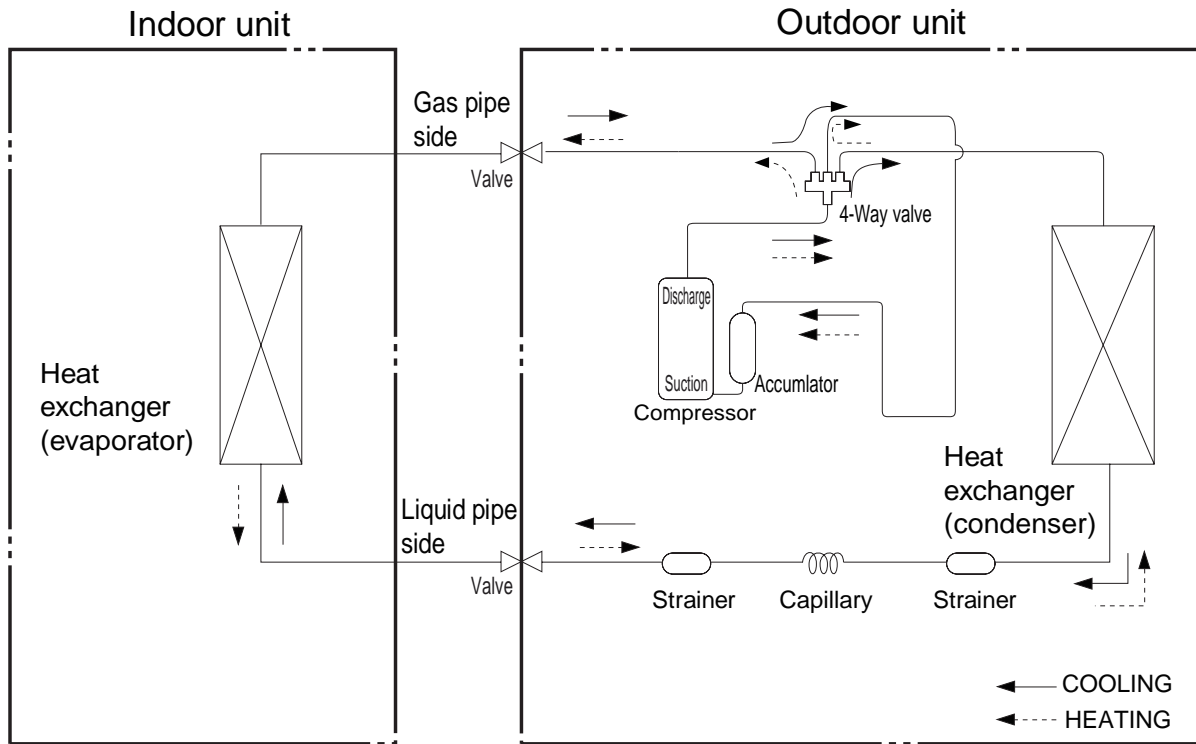 Indoor unit
Outdoor unit
Gas pipe
side
Valve
4-Way valve
Discharge
Suction
Compressor
Accumlator
Heat
exchanger
(evaporator)
Heat
exchanger
(condenser)
Liquid pipe
side
Valve
Strainer
Capillary
Strainer
COOLING
HEATING